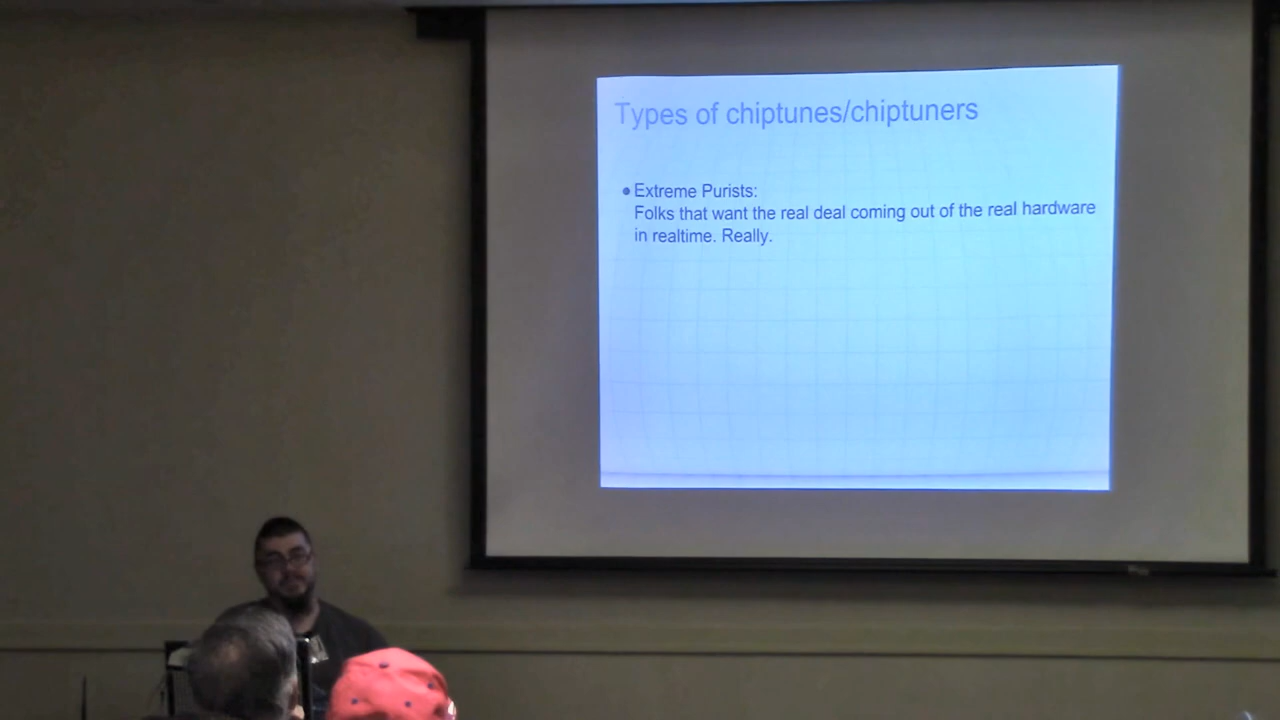 Types of chiptunes/chiptuners
• Extreme Purists:
Folks that want the real deal coming out of the real hardware
in realtime. Really.